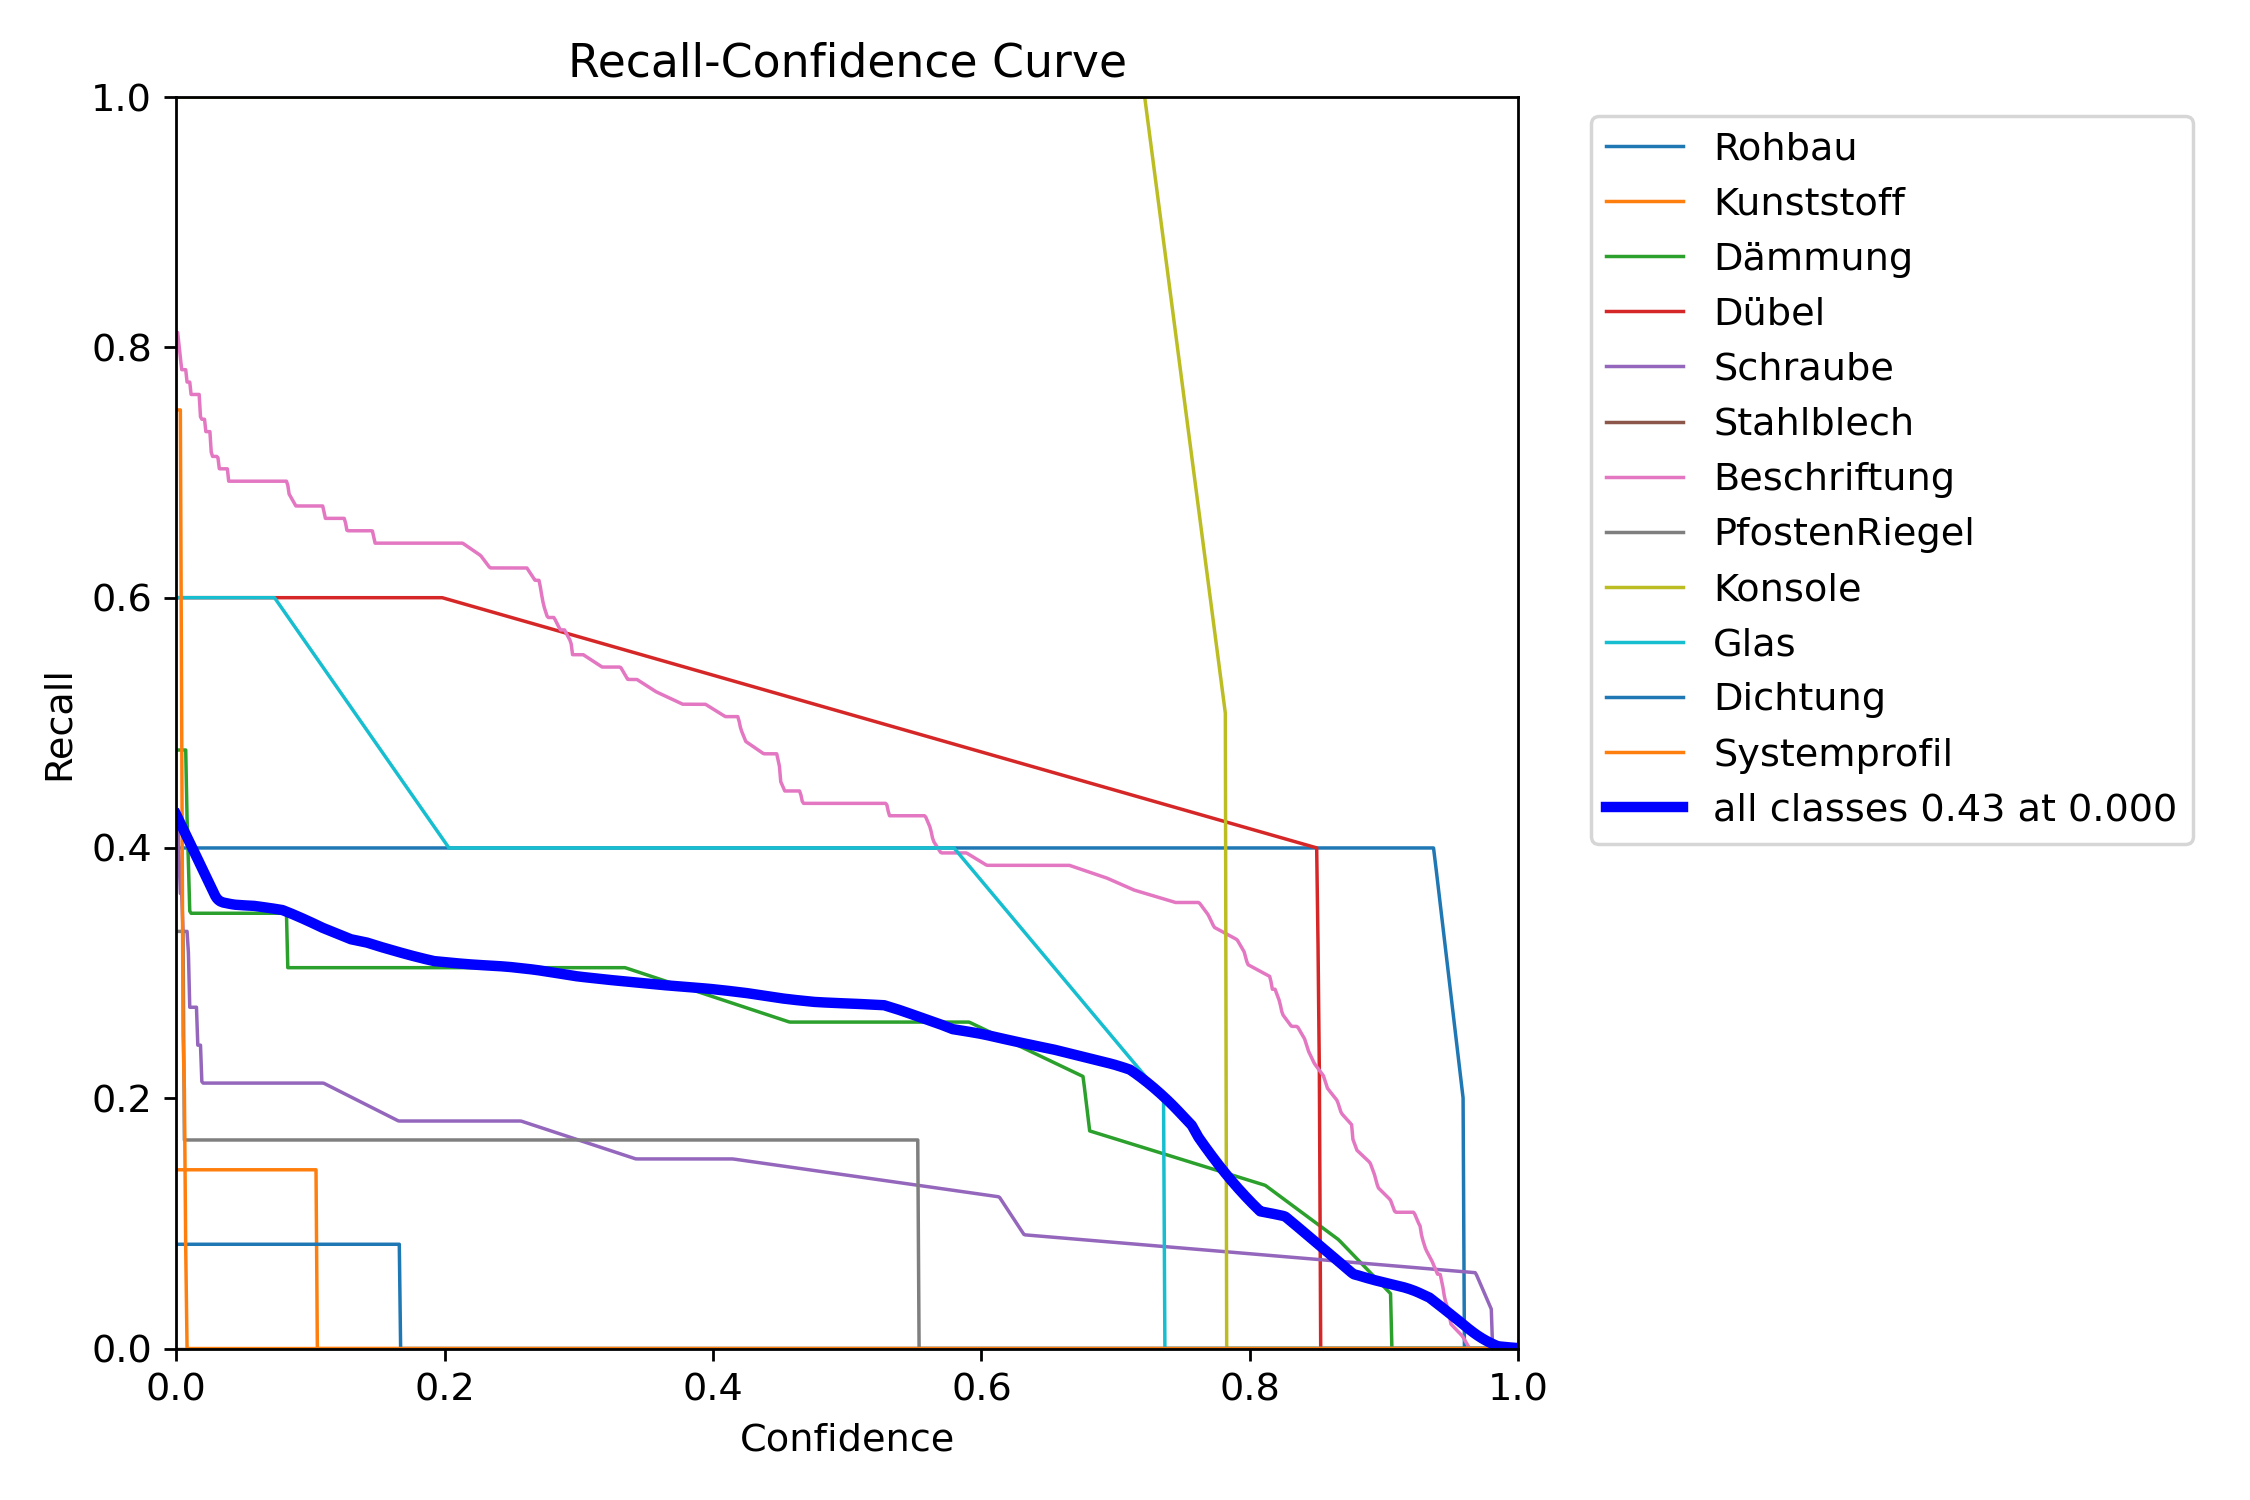 Recall-Confidence Curve
1.0
0.8
0.6
0.4
0.2
0.0
Recall
0.0 0.2 0.4 0.6 0.8 1.0
Confidence
Rohbau
Kunststoff
Dämmung
Dübel
Schraube
Stahlblech
Beschriftung
PfostenRiegel
Konsole
Glas
Dichtung
Systemprofil
all classes 0.43 at 0.000